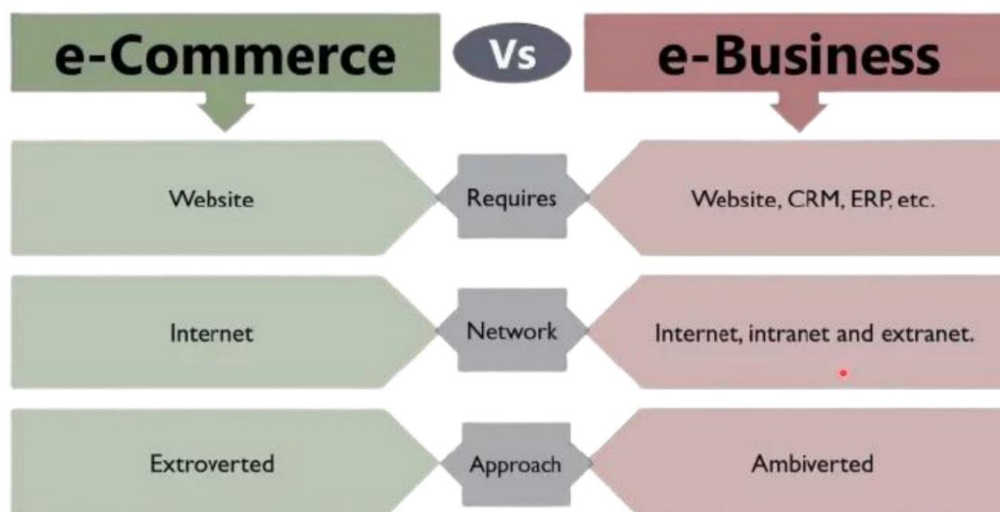 e-Commerce Vs e-Business
Website Requires Website, CRM, ERP, etc.
Internet Network Internet, intranet and extranet.
Extroverted Approach Ambiverted